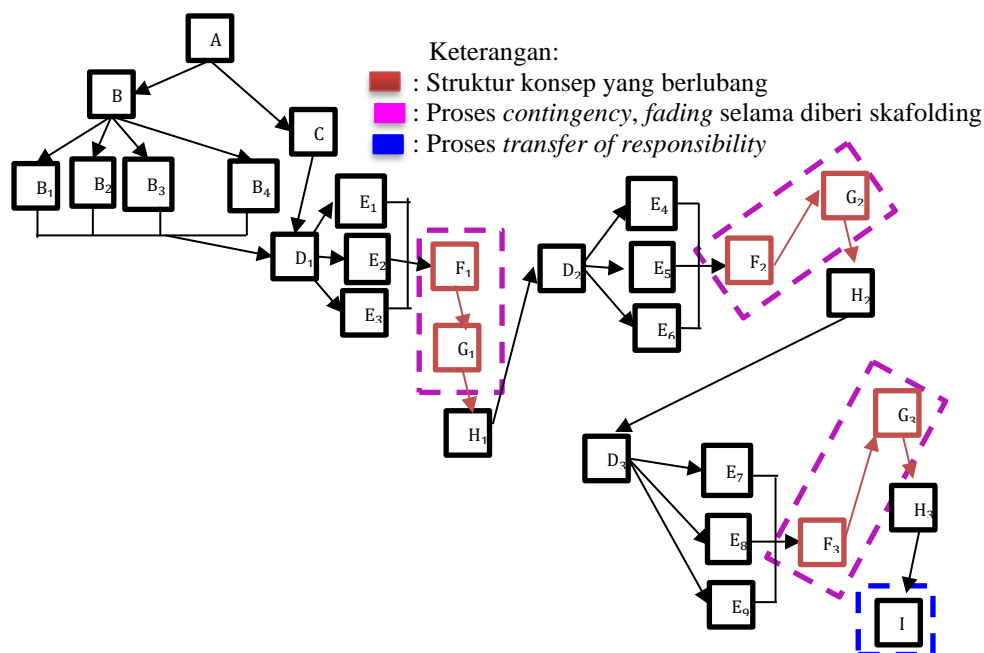 A
Keterangan:
: Struktur konsep yang berlubang
: Proses contingency, fading selama diberi skafolding
: Proses transfer of responsibility
B
C
B₁
B₂
B₃
B₄
E₁
D₁
E₂
E₃
F₁
G₁
H₁
E₄
D₂
E₅
E₆
F₂
G₂
H₂
D₃
E₇
E₈
E₉
F₃
G₃
H₃
I